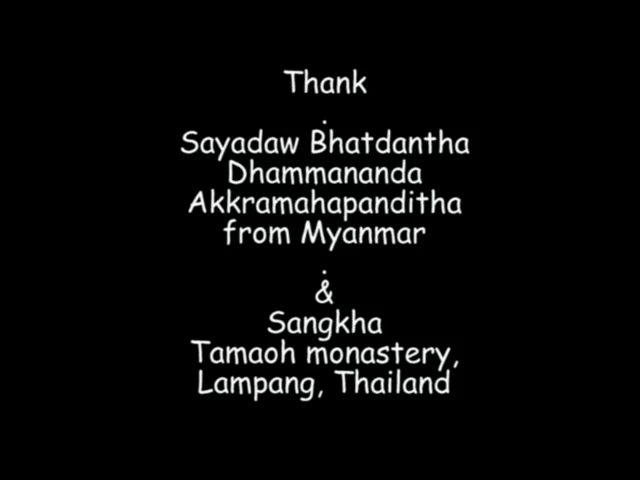 Thank
.
Sayadaw Bhatdantha
Dhammananda
Akkramahapanditha
from Myanmar
.
&
Sangkha
Tamaoh monastery,
Lampang, Thailand